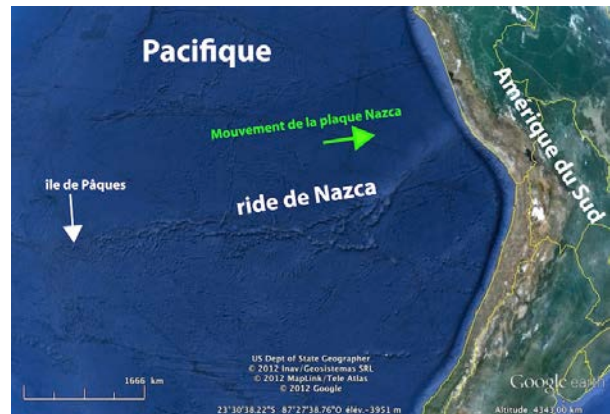 Pacifique
Amérique du Sud
Mouvement de la plaque Nazca
île de Pâques
ride de Nazca
US Dept of State Geographer
© 2012 Inav/Geosistemas SRL
© 2012 MapLink/Tele Atlas
© 2012 Google
1666 km
Google earth
23°30'38.22"S 87°27'38.76"O élév.-3951 m
Altitude 4343.00 km